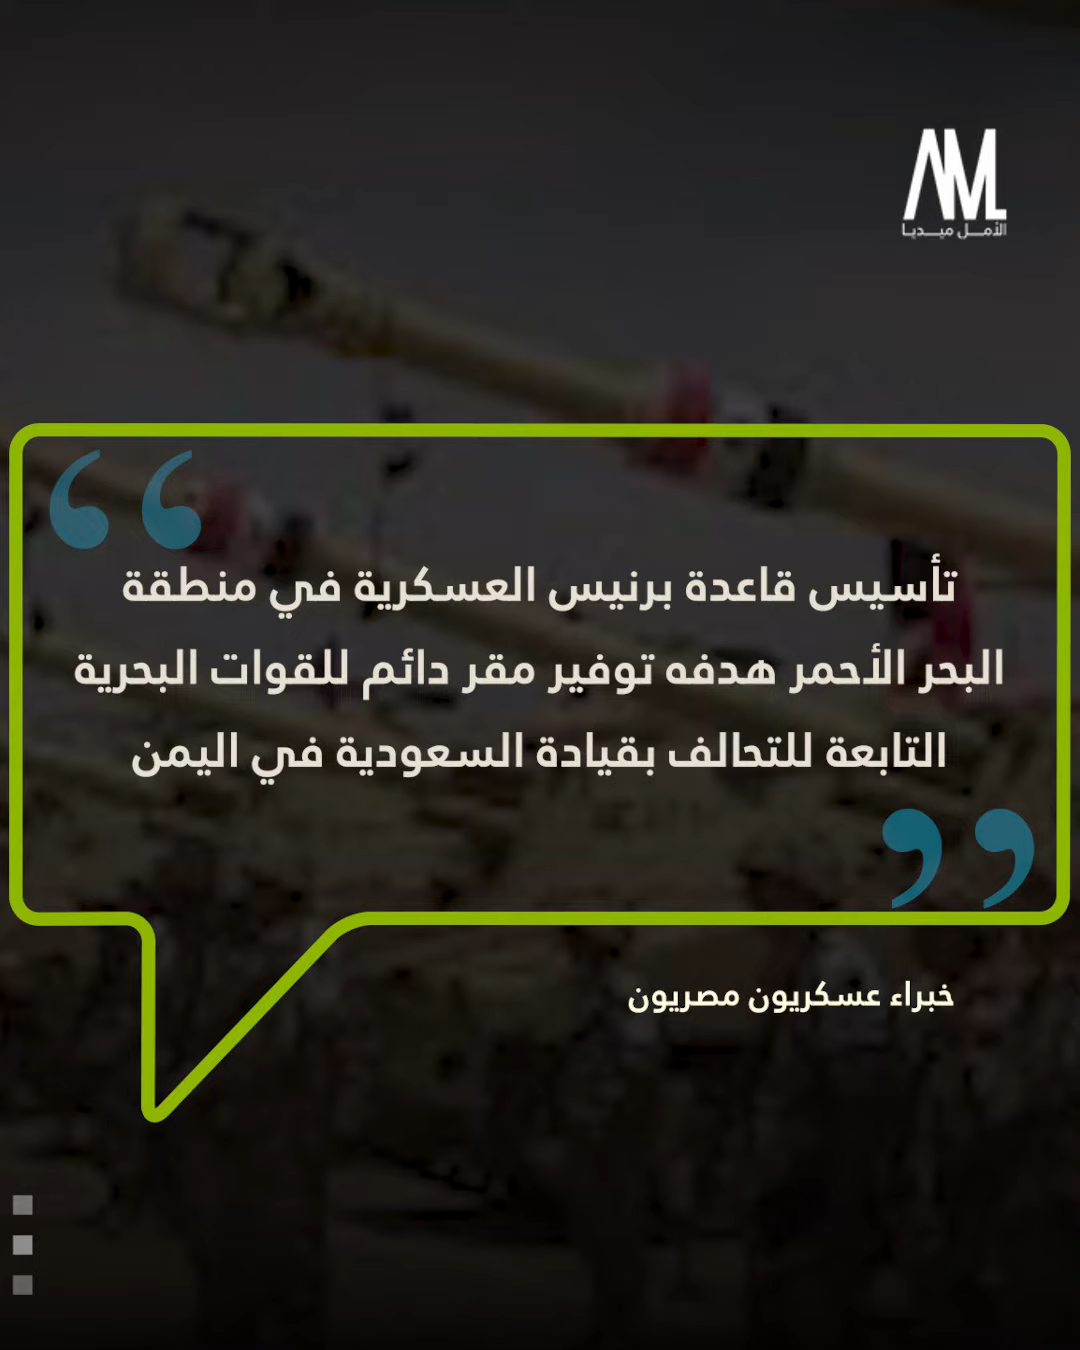 AML
الأمل ميديا
تأسيس قاعدة برنيس العسكرية في منطقة
البحر الأحمر هدفه توفير مقر دائم للقوات البحرية
التابعة للتحالف بقيادة السعودية في اليمن
خبراء عسكريون مصريون